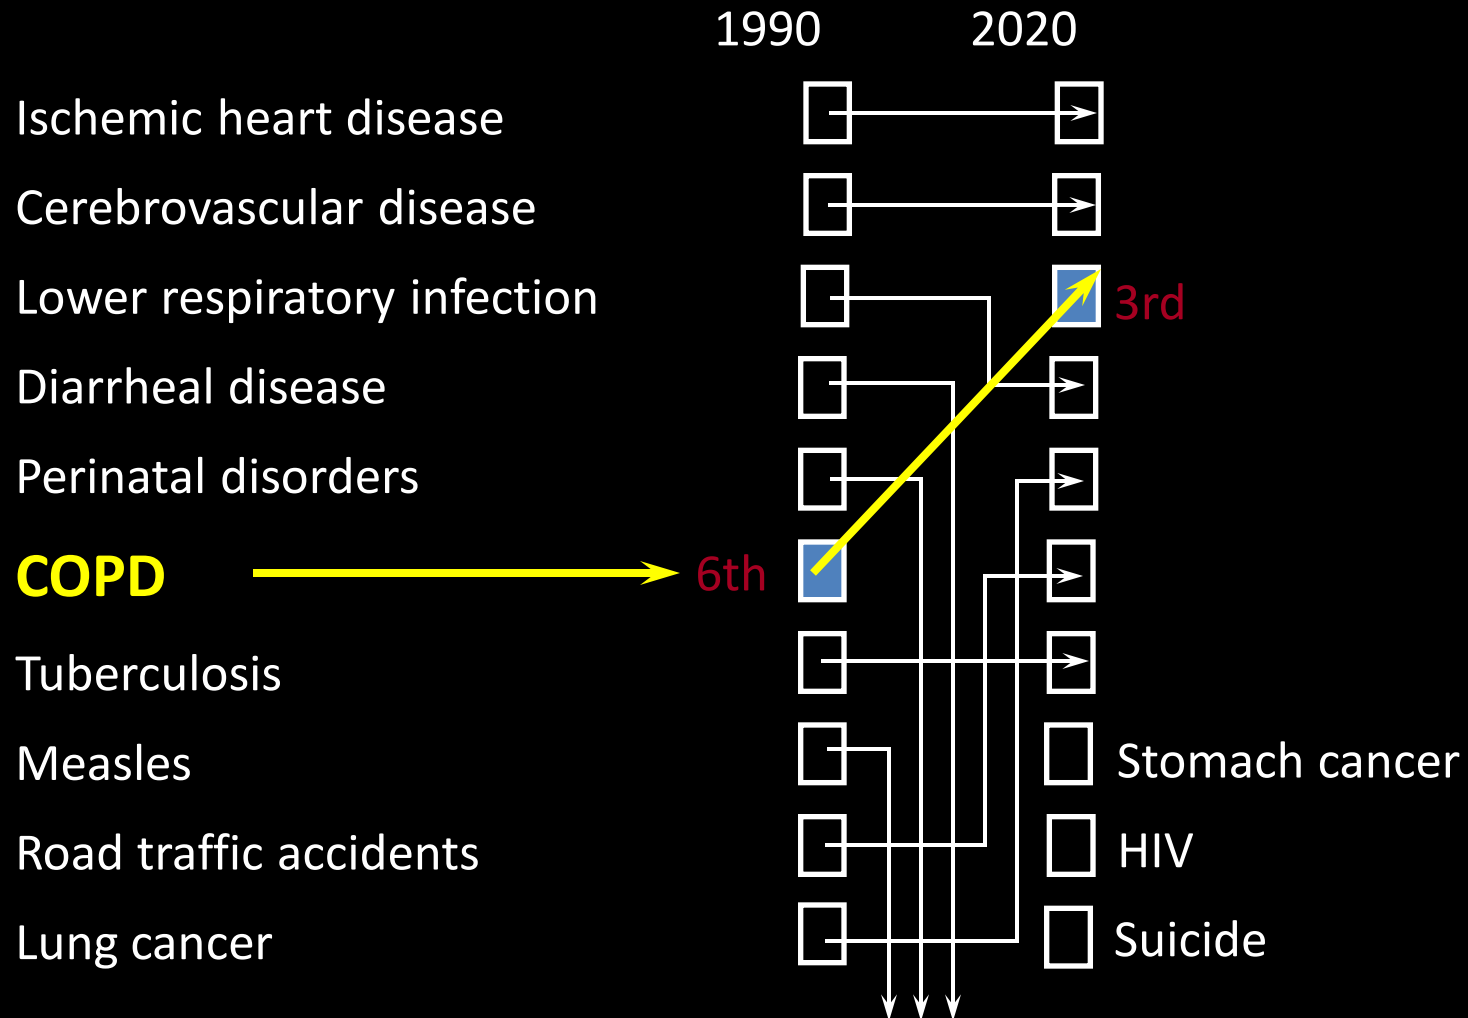 1990 2020
Ischemic heart disease
Cerebrovascular disease
Lower respiratory infection
3rd
Diarrheal disease
Perinatal disorders
COPD 6th
Tuberculosis
Measles Stomach cancer
Road traffic accidents HIV
Lung cancer Suicide